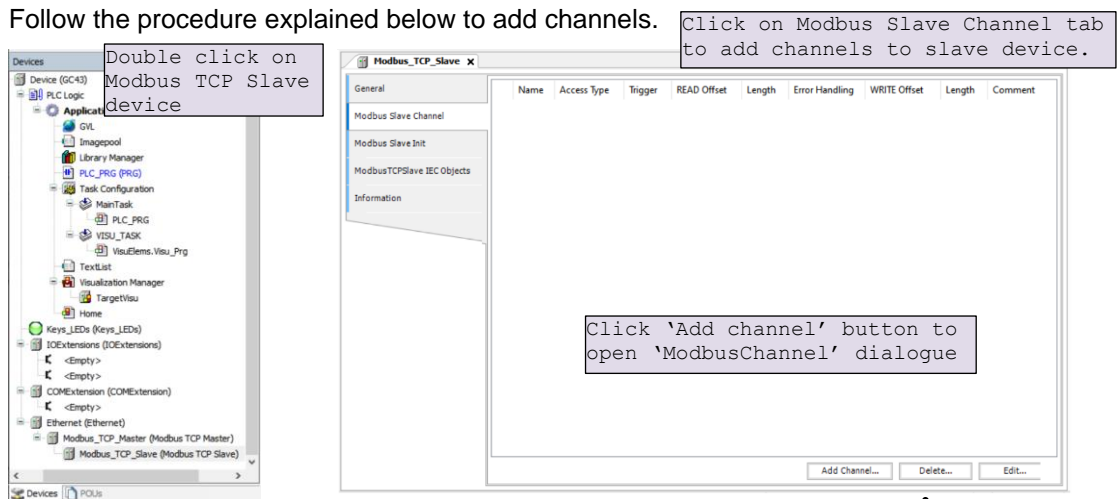 Follow the procedure explained below to add channels.
Click on Modbus Slave Channel tab
to add channels to slave device.
Double click on
Modbus TCP Slave
device
Devices
Device (GC43)
PLC Logic
Applicati
GVL
Imagepool
Library Manager
PLC_PRG (PRG)
Task Configuration
MainTask
PLC_PRG
VISU_TASK
VisuElems.Visu_Prg
TextList
Visualization Manager
TargetVisu
Home
Keys_LEDs (Keys_LEDs)
IOExtensions (IOExtensions)
<Empty>
<Empty>
COMExtension (COMExtension)
<Empty>
Ethernet (Ethernet)
Modbus_TCP_Master (Modbus TCP Master)
Modbus_TCP_Slave (Modbus TCP Slave)
Devices POUs
Modbus_TCP_Slave x
General
Modbus Slave Channel
Modbus Slave Init
ModbusTCPSlave IEC Objects
Information
Name Access Type Trigger READ Offset Length Error Handling WRITE Offset Length Comment
Click ‘Add channel’ button to
open ‘ModbusChannel’ dialogue
Add Channel... Delete... Edit...